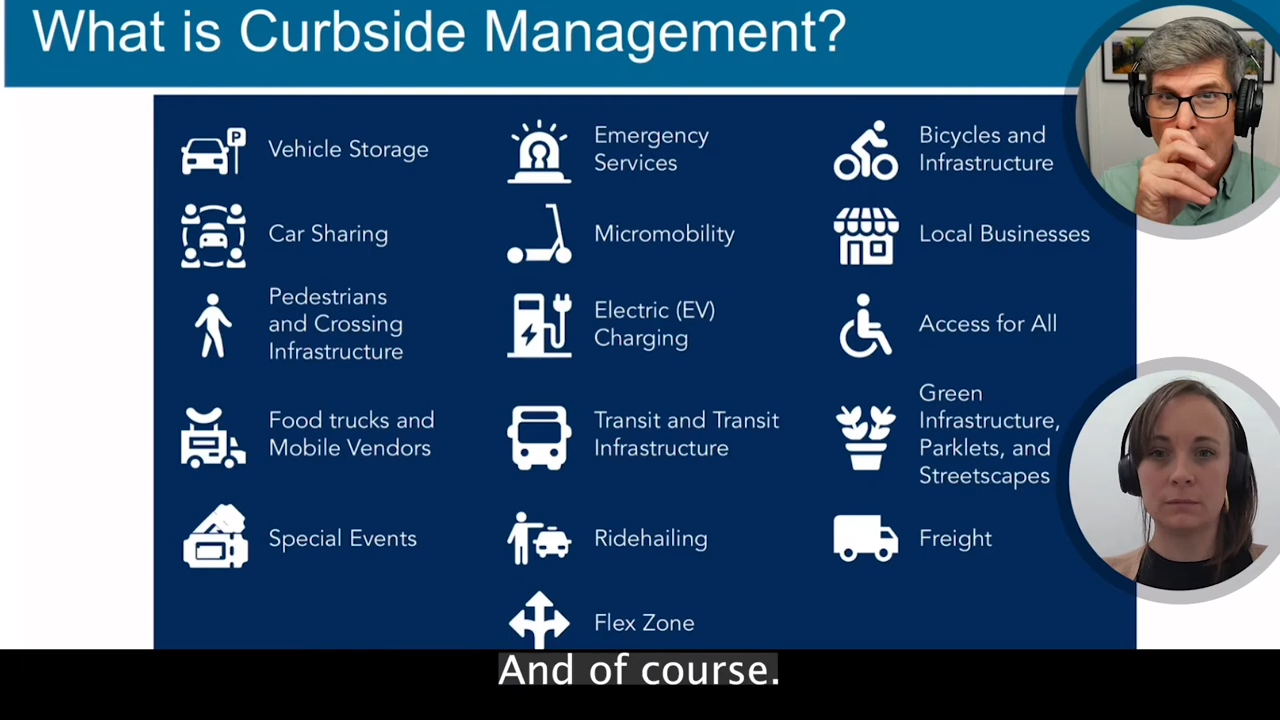 What is Curbside Management?
P
Vehicle Storage
Emergency
Services
Bicycles and
Infrastructure
Car Sharing
Micromobility
Local Businesses
Pedestrians
and Crossing
Infrastructure
Electric (EV)
Charging
Access for All
Food trucks and
Mobile Vendors
Transit and Transit
Infrastructure
Green
Infrastructure,
Parklets, and
Streetscapes
Special Events
Ridehailing
Freight
Flex Zone
And of course.